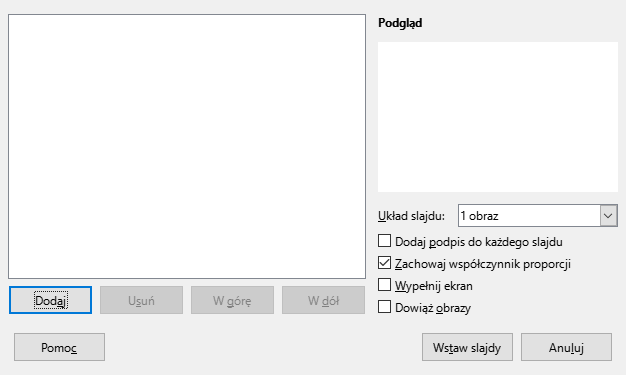 Podgląd
Układ slajdu: 1 obraz
Dodaj podpis do każdego slajdu
Zachowaj współczynnik proporcji
Wypełnij ekran
Dowiąż obrazy
Dodaj Usuń W górę W dół
Pomoc Wstaw slajdy Anuluj